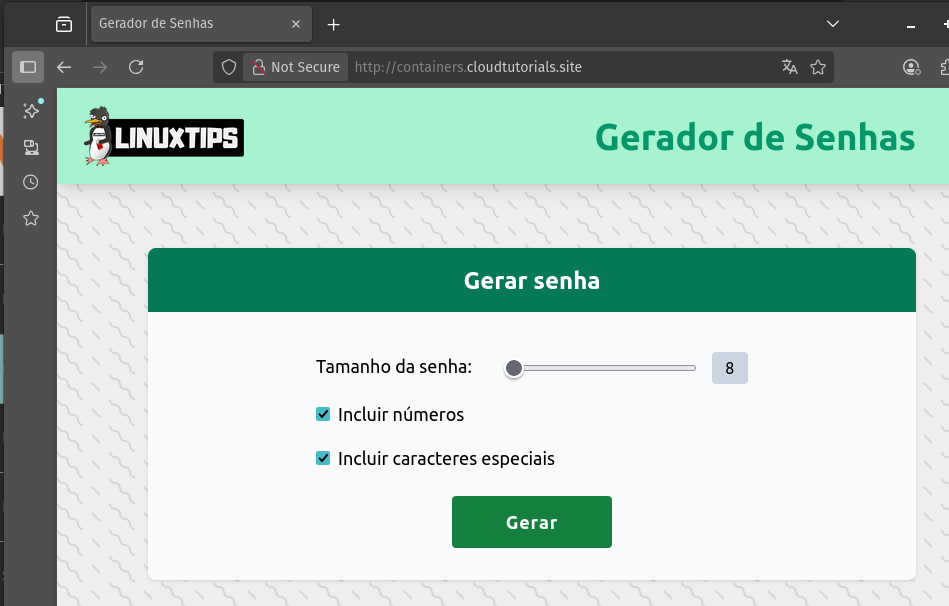 Gerador de Senhas
Not Secure
http://containers.cloudtutorials.site
LINUXTIPS
Gerador de Senhas
Gerar senha
Tamanho da senha:
8
Incluir números
Incluir caracteres especiais
Gerar